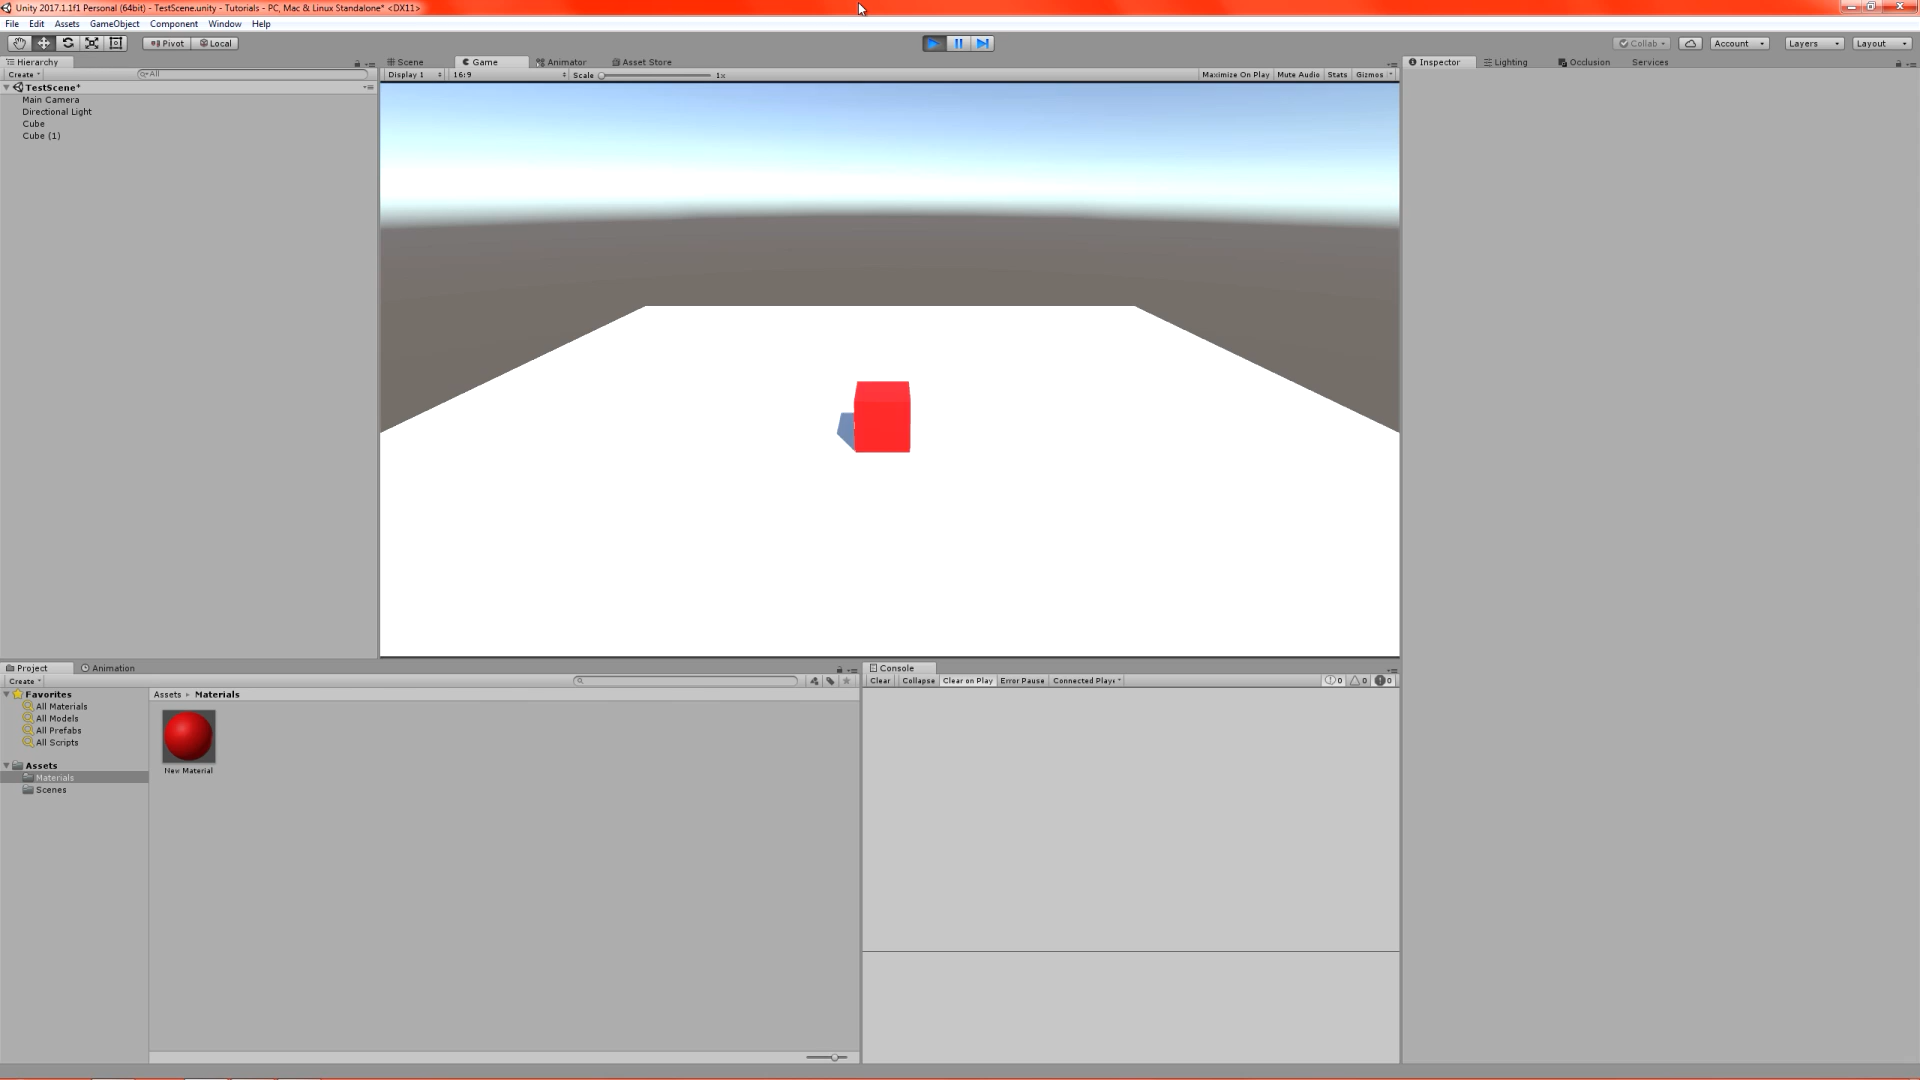 Unity 2017.1.1f1 Personal (64bit) - TestScene.unity - Tutorials - PC, Mac & Linux Standalone* <DX11>
File Edit Assets GameObject Component Window Help
Pivot Local Collab Account Layers Layout
Hierarchy Scene Game Animator Asset Store Inspector Lighting Occlusion Services
Create All Display 1 16:9 Scale 1x Maximize On Play Mute Audio Stats Gizmos
TestScene*
Main Camera
Directional Light
Cube
Cube (1)
Project Animation Console
Create Clear Collapse Clear on Play Error Pause Connected Playe 0 0 0
Favorites Assets Materials
All Materials
All Models
All Prefabs
All Scripts
Assets
New Material
Materials
Scenes